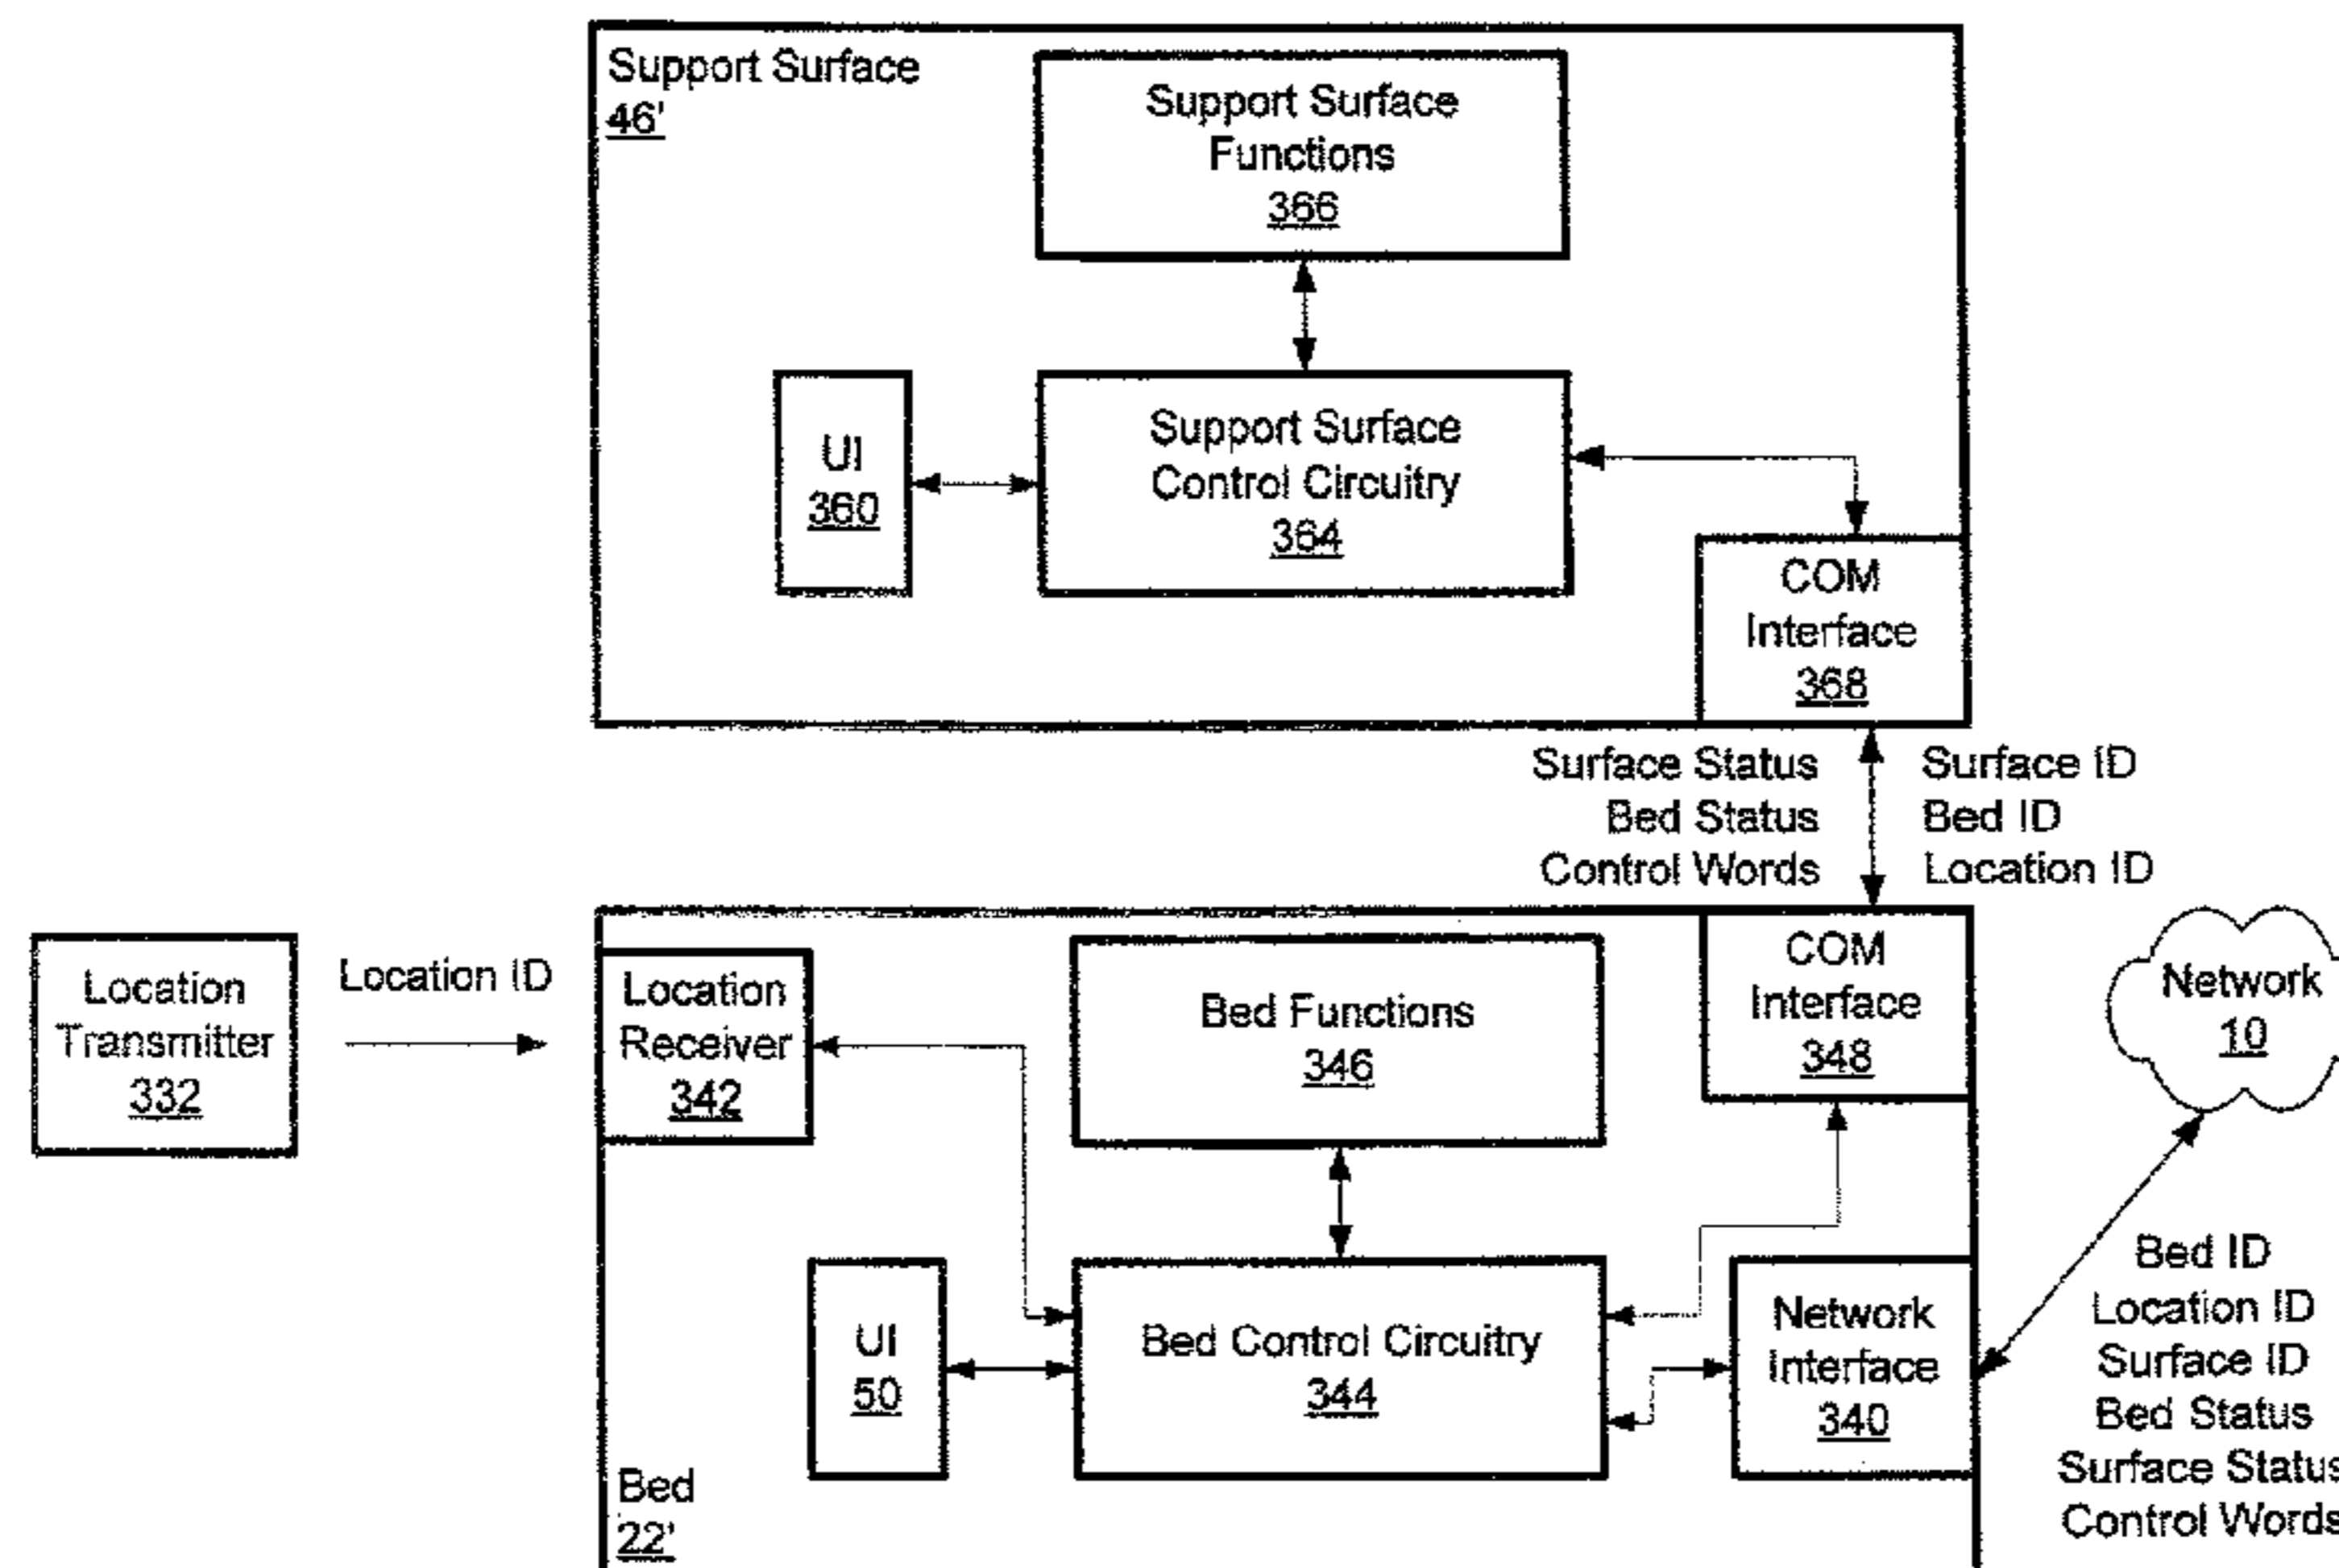 Support Surface
46'
Support Surface
Functions
366
UI
360
Support Surface
Control Circuitry
364
COM
Interface
368
Surface Status
Bed Status
Control Words
Surface ID
Bed ID
Location ID
Location
Transmitter
332
Location ID
Location
Receiver
342
Bed Functions
346
COM
Interface
348
Network
10
UI
50
Bed Control Circuitry
344
Network
Interface
340
Bed ID
Location ID
Surface ID
Bed Status
Surface Status
Control Words
Bed
22'